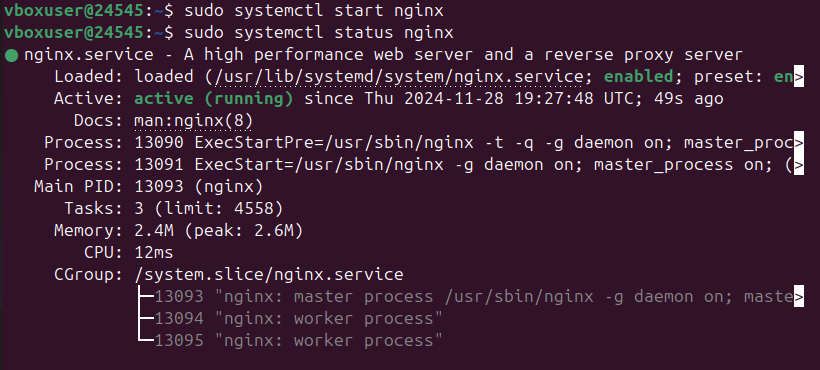 vboxuser@24545:~$ sudo systemctl start nginx
vboxuser@24545:~$ sudo systemctl status nginx
● nginx.service - A high performance web server and a reverse proxy server
     Loaded: loaded (/usr/lib/systemd/system/nginx.service; enabled; preset: en>
     Active: active (running) since Thu 2024-11-28 19:27:48 UTC; 49s ago
       Docs: man:nginx(8)
    Process: 13090 ExecStartPre=/usr/sbin/nginx -t -q -g daemon on; master_proc>
    Process: 13091 ExecStart=/usr/sbin/nginx -g daemon on; master_process on; (>
   Main PID: 13093 (nginx)
      Tasks: 3 (limit: 4558)
     Memory: 2.4M (peak: 2.6M)
        CPU: 12ms
     CGroup: /system.slice/nginx.service
             ├─13093 "nginx: master process /usr/sbin/nginx -g daemon on; maste>
             ├─13094 "nginx: worker process"
             └─13095 "nginx: worker process"